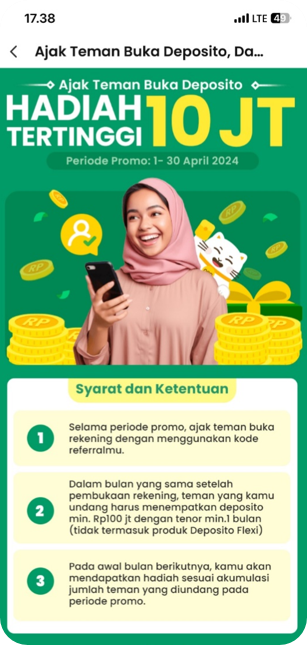 17.38
LTE 49
Ajak Teman Buka Deposito, Da...
Ajak Teman Buka Deposito
HADIAH
TERTINGGI
10 JT
Periode Promo: 1- 30 April 2024
RP
RP
RP
RP
RP
Syarat dan Ketentuan
1
Selama periode promo, ajak teman buka
rekening dengan menggunakan kode
referralmu.
2
Dalam bulan yang sama setelah
pembukaan rekening, teman yang kamu
undang harus menempatkan deposito
min. Rp100 jt dengan tenor min.1 bulan
(tidak termasuk produk Deposito Flexi)
3
Pada awal bulan berikutnya, kamu akan
mendapatkan hadiah sesuai akumulasi
jumlah teman yang diundang pada
periode promo.